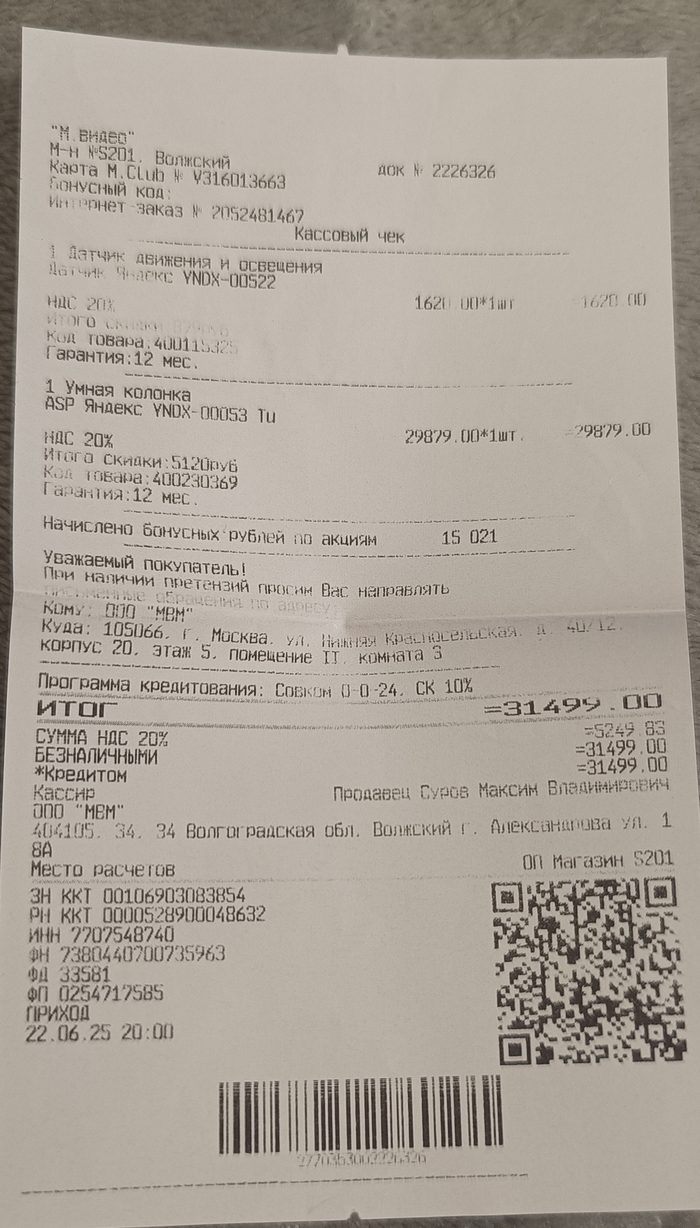 "М.видео"
М-н №S201, Волжский
Карта M.Club № V316013663 док № 2226326
Бонусный код:
Интернет-заказ № 2052481467
Кассовый чек
1 Датчик движения и освещения
Датчик Яндекс YNDX-00522
1620.00*1шт =1620.00
НДС 20%
Итого скидки
Код товара:400115325
Гарантия:12 мес.
1 Умная колонка
ASP Яндекс YNDX-00053 Tu
29879.00*1шт. =29879.00
НДС 20%
Итого скидки:5120руб
Код товара:400230369
Гарантия:12 мес.
Начислено бонусных рублей по акциям 15 021
Уважаемый покупатель!
При наличии претензий просим Вас направлять
письменные обращения по адресу:
Кому: ООО "МВМ"
Куда: 105066, г. Москва, ул. Нижняя Красносельская, д. 40/12,
корпус 20, этаж 5, помещение II, комната 3
Программа кредитования: Совком 0-0-24, СК 10%
ИТОГ =31499.00
СУММА НДС 20% =5249.83
БЕЗНАЛИЧНЫМИ =31499.00
*Кредитом =31499.00
Кассир Продавец Суров Максим Владимирович
ООО "МВМ"
404105, 34, 34 Волгоградская обл, Волжский г, Александрова ул, 1
8А
Место расчетов ОП Магазин S201
ЗН ККТ 00106903083854
РН ККТ 0000528900048632
ИНН 7707548740
ФН 7380440700735963
ФД 33581
ФП 0254717585
ПРИХОД
22.06.25 20:00